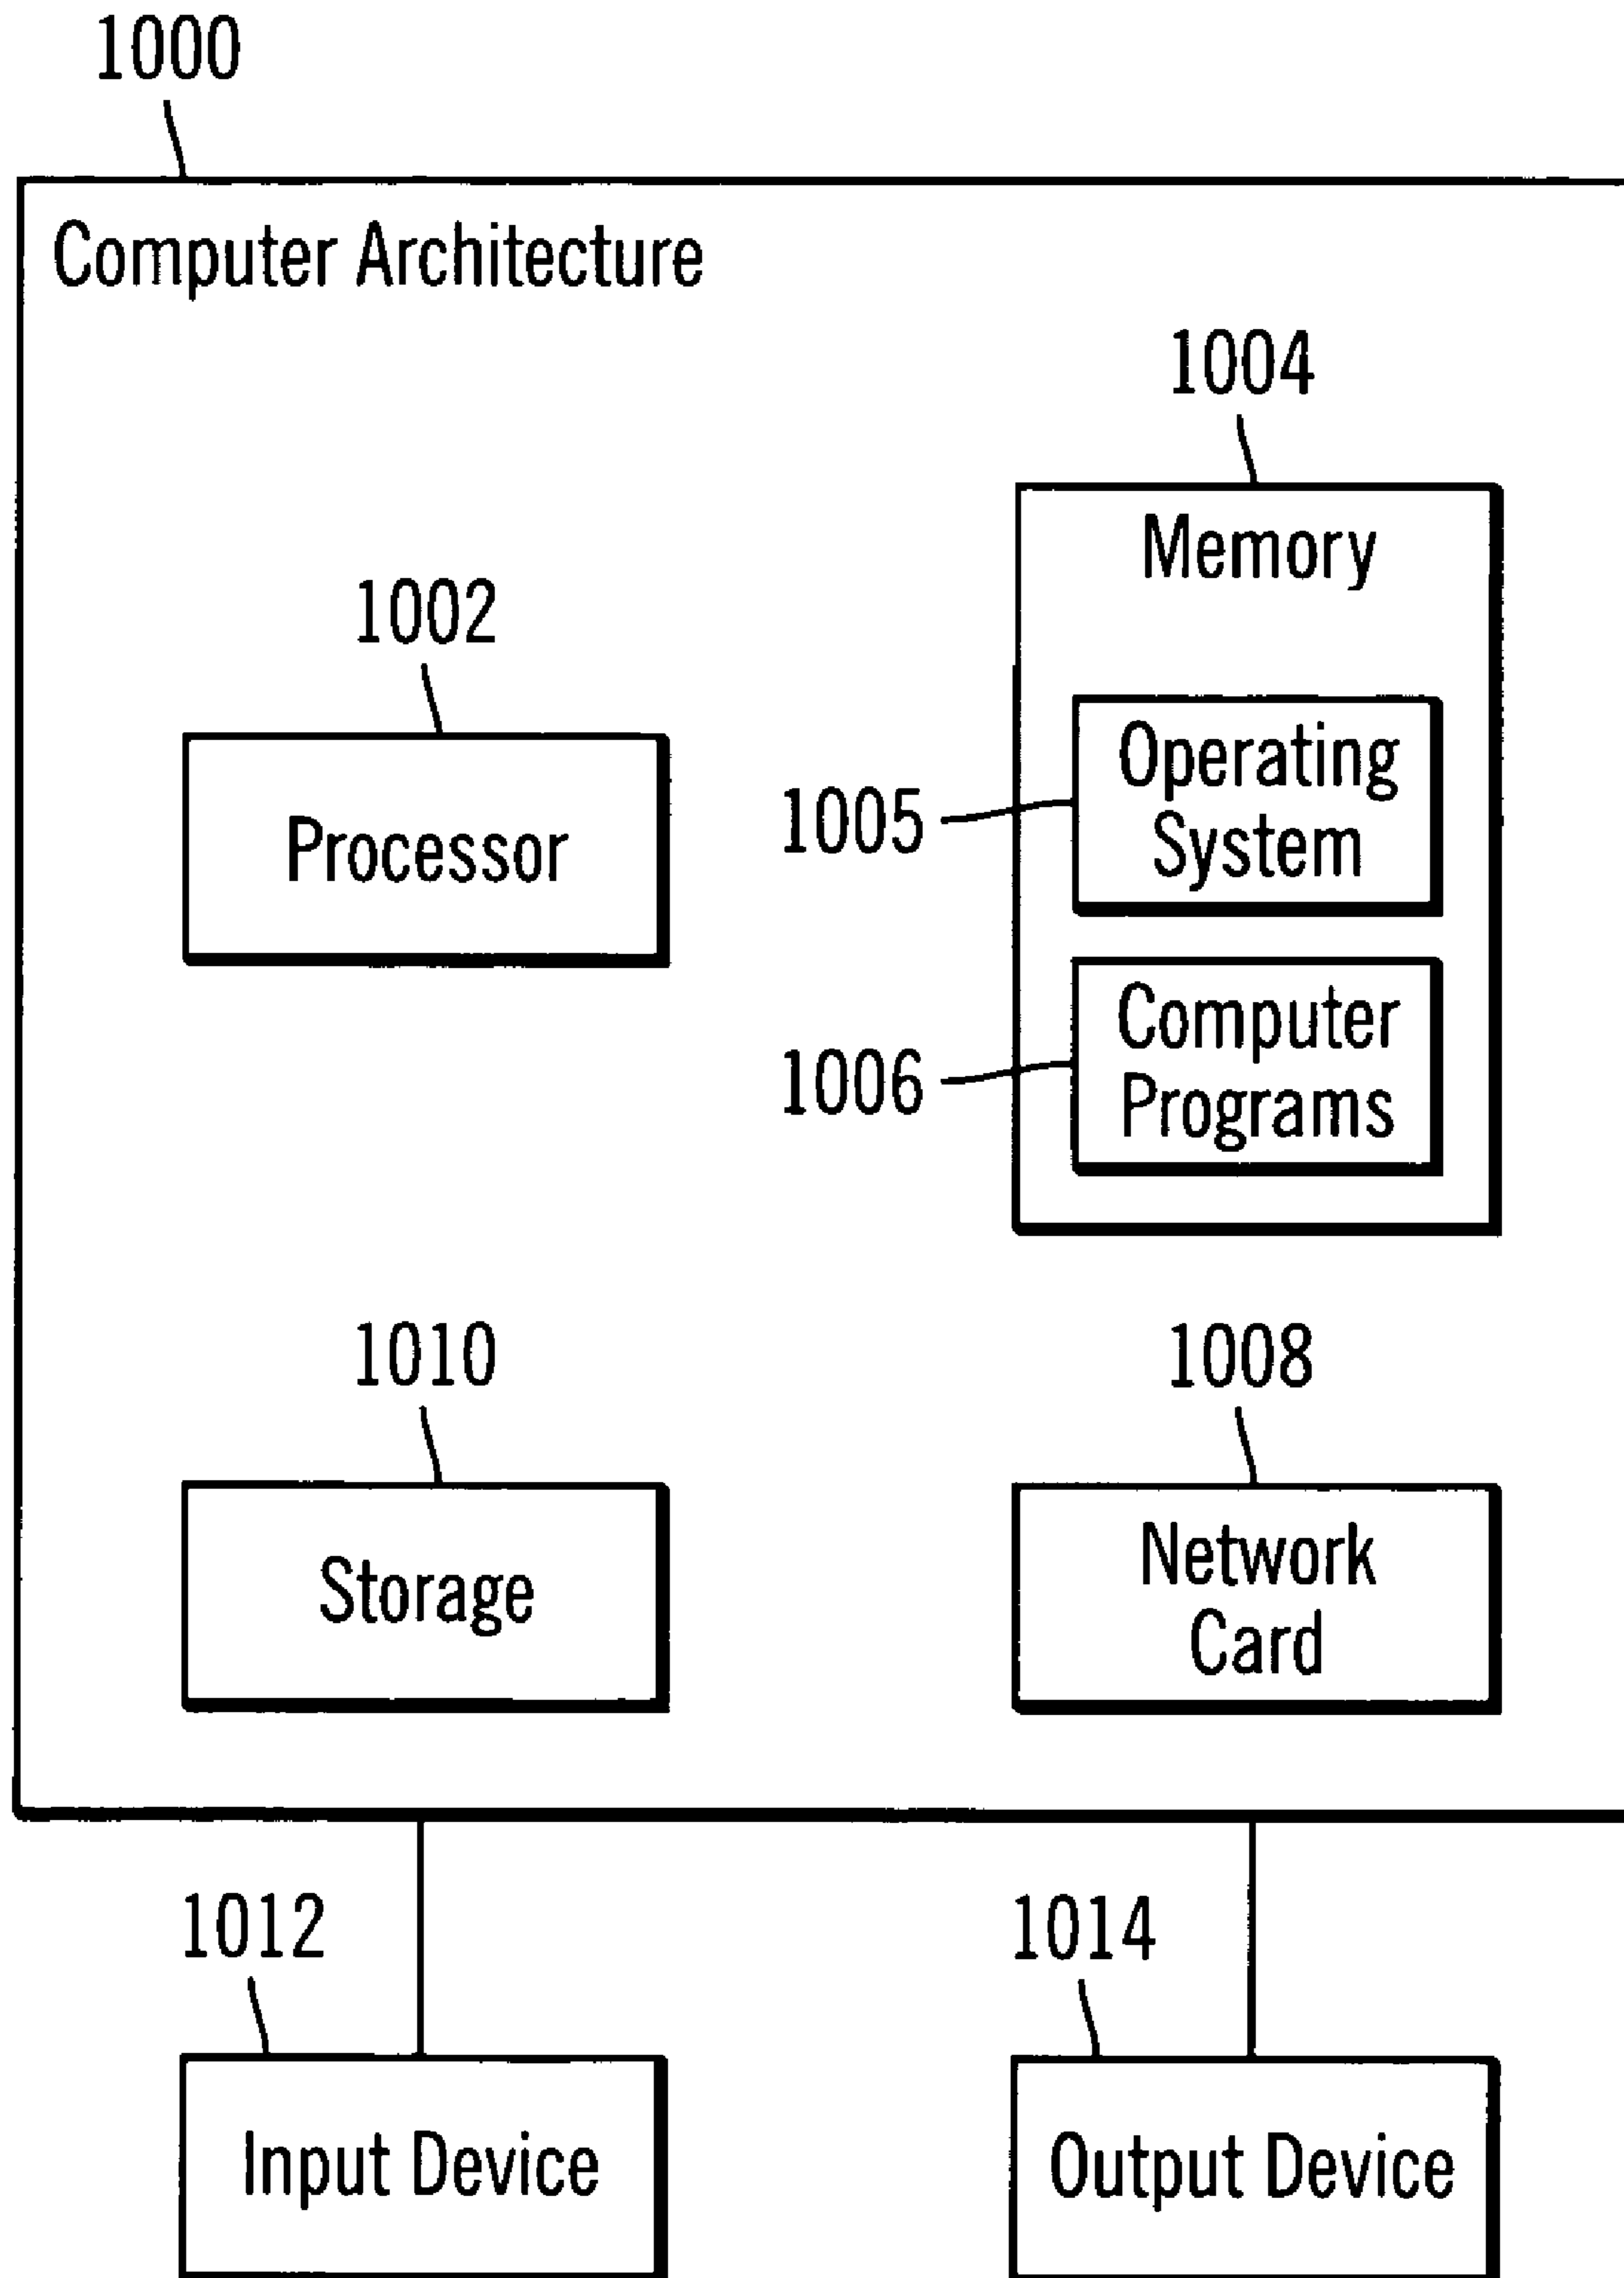 1000
Computer Architecture
1004
Memory
1002
Processor
1005
Operating
System
1006
Computer
Programs
1010
Storage
1008
Network
Card
1012
Input Device
1014
Output Device